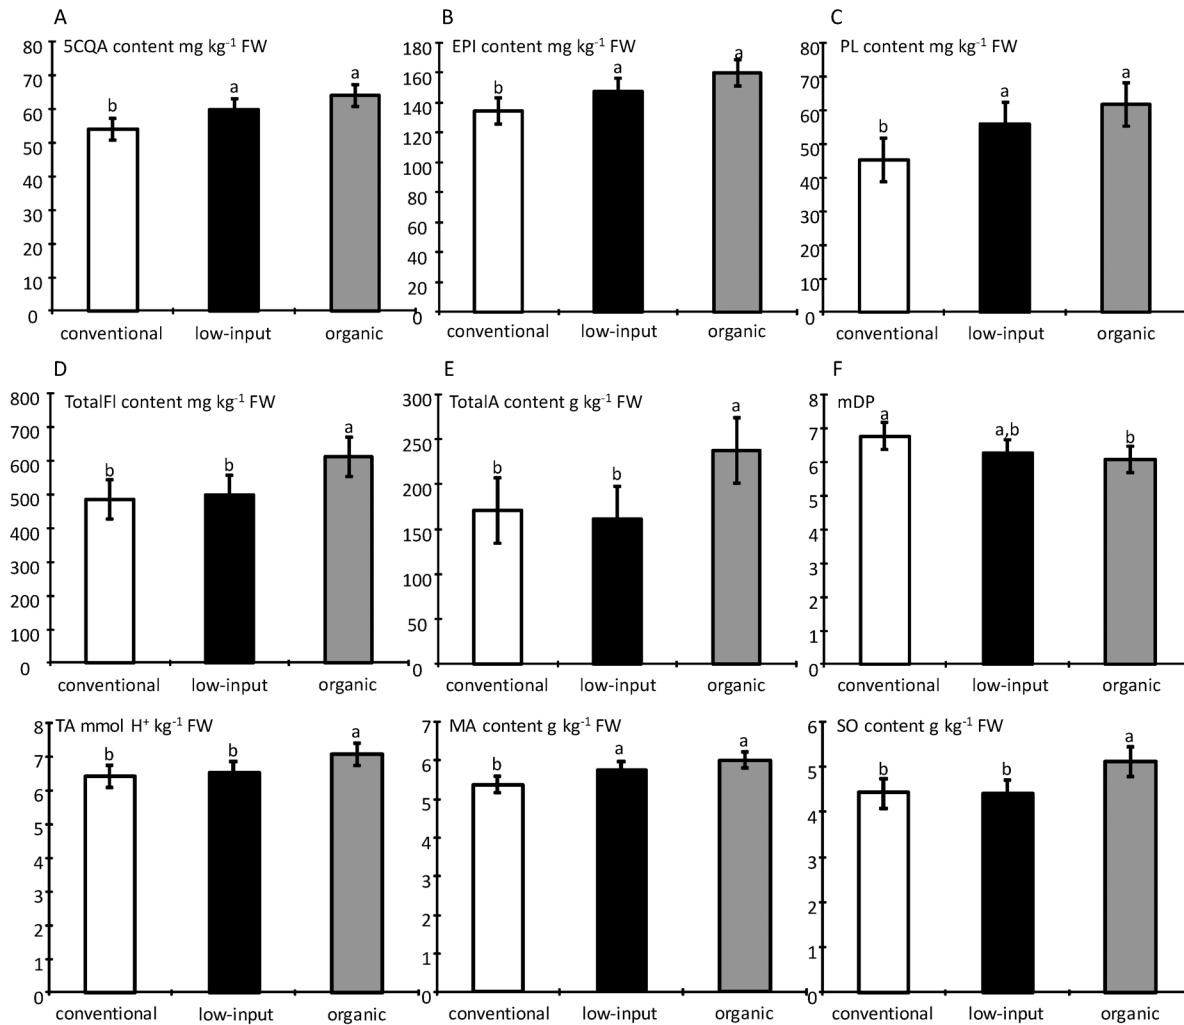 A
5CQA content mg kg⁻¹ FW
80
70
60
50
40
30
20
10
0
b
a
a
conventional low-input organic
B
EPI content mg kg⁻¹ FW
180
160
140
120
100
80
60
40
20
0
b
a
a
conventional low-input organic
C
PL content mg kg⁻¹ FW
80
70
60
50
40
30
20
10
0
b
a
a
conventional low-input organic
D
TotalFl content mg kg⁻¹ FW
800
700
600
500
400
300
200
100
0
b
b
a
conventional low-input organic
E
TotalA content g kg⁻¹ FW
300
250
200
150
100
50
0
b
b
a
conventional low-input organic
F
mDP
8
7
6
5
4
3
2
1
0
a
a,b
b
conventional low-input organic
TA mmol H⁺ kg⁻¹ FW
8
7
6
5
4
3
2
1
0
b
b
a
conventional low-input organic
MA content g kg⁻¹ FW
7
6
5
4
3
2
1
0
b
a
a
conventional low-input organic
SO content g kg⁻¹ FW
6
5
4
3
2
1
0
b
b
a
conventional low-input organic